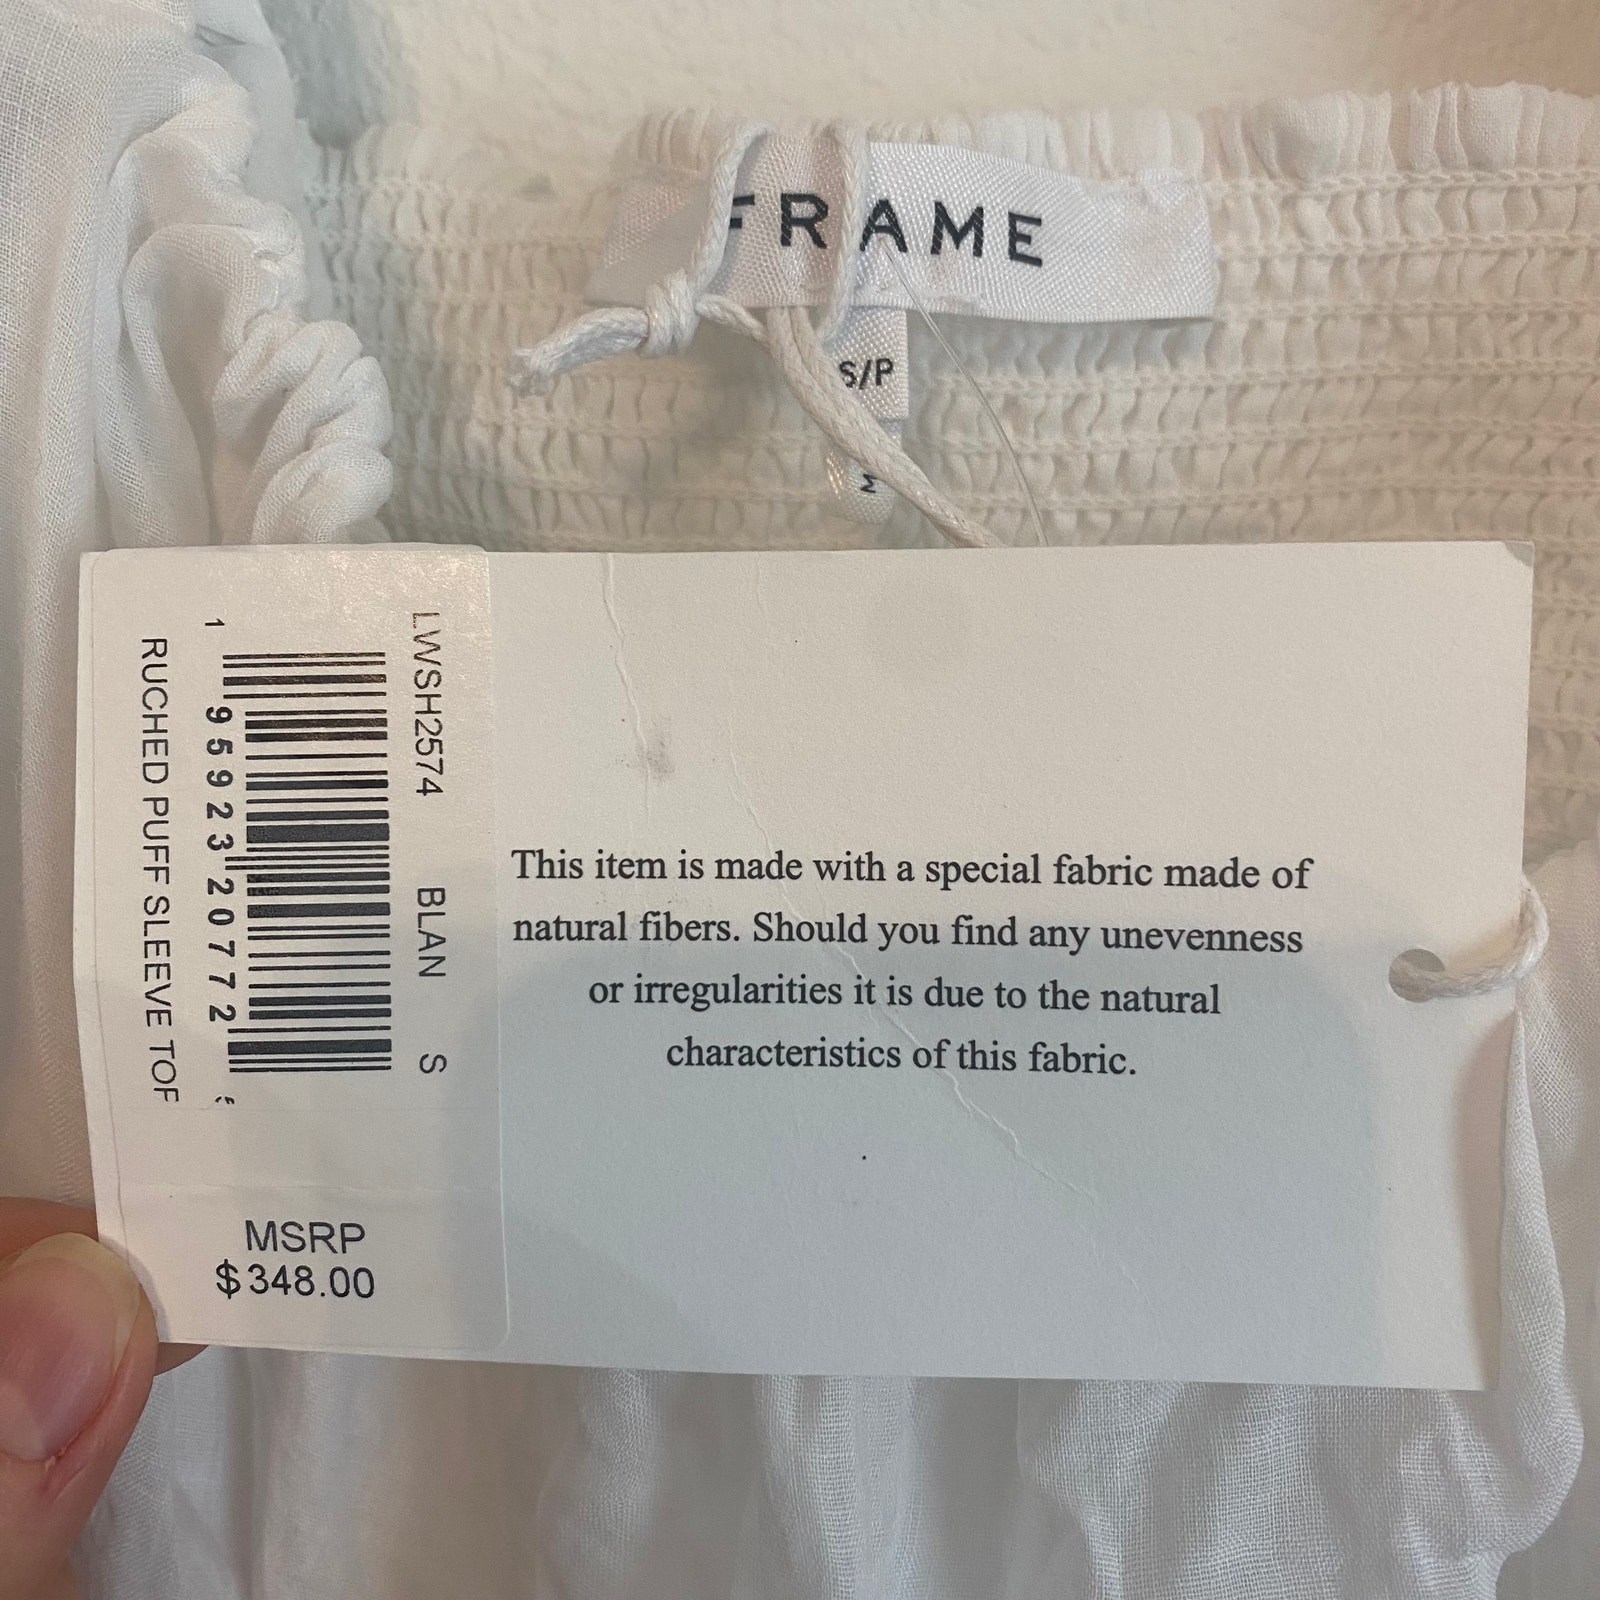 FRAME
S/P
LWSH2574 BLAN S
1 95923 20772
RUCHED PUFF SLEEVE TOP
MSRP
$348.00
This item is made with a special fabric made of
natural fibers. Should you find any unevenness
or irregularities it is due to the natural
characteristics of this fabric.